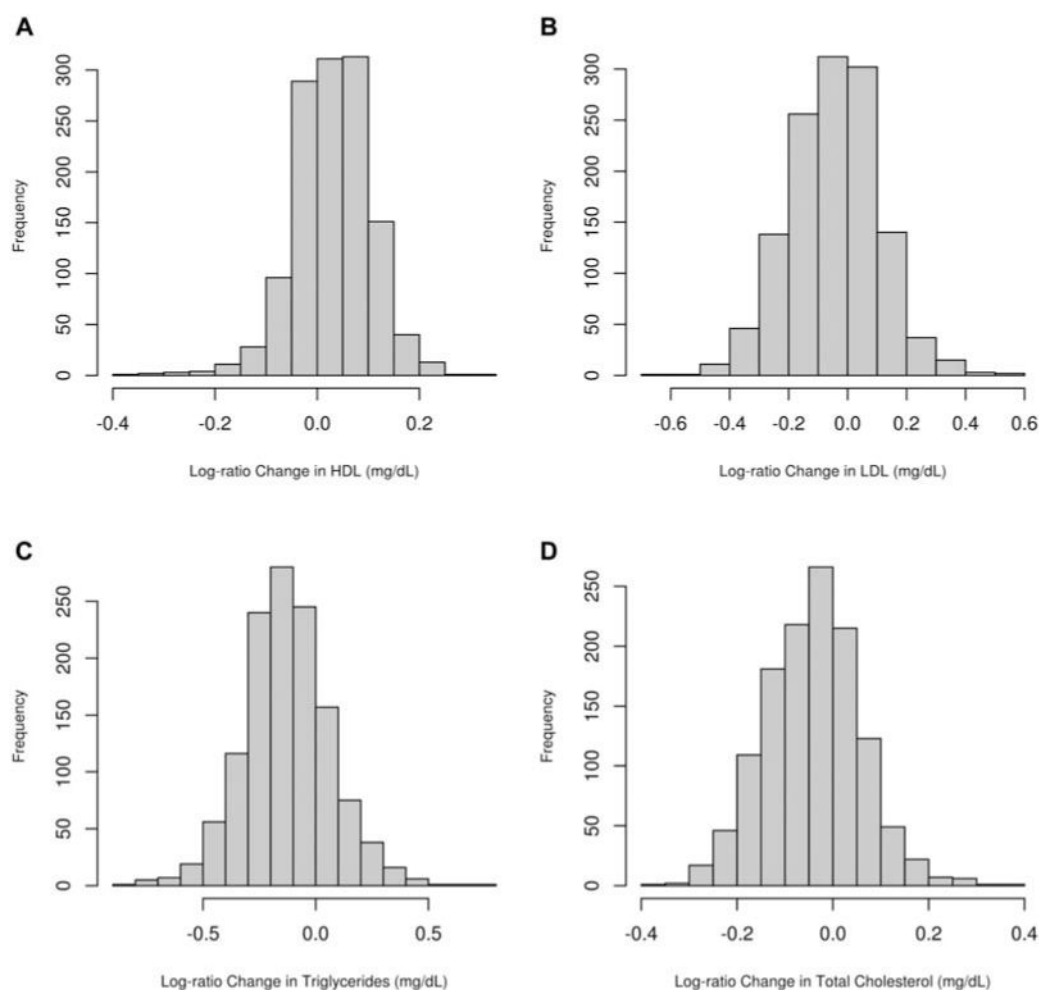 A
Frequency
0 50 100 150 200 250 300
-0.4 -0.2 0.0 0.2
Log-ratio Change in HDL (mg/dL)
B
Frequency
0 50 100 150 200 250 300
-0.6 -0.4 -0.2 0.0 0.2 0.4 0.6
Log-ratio Change in LDL (mg/dL)
C
Frequency
0 50 100 150 200 250
-0.5 0.0 0.5
Log-ratio Change in Triglycerides (mg/dL)
D
Frequency
0 50 100 150 200 250
-0.4 -0.2 0.0 0.2 0.4
Log-ratio Change in Total Cholesterol (mg/dL)